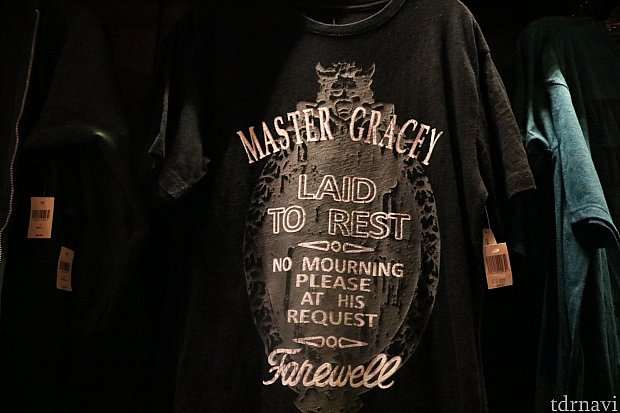 MASTER GRACEY
LAID
TO REST
NO MOURNING
PLEASE
AT HIS
REQUEST
Farewell
tdrnavi